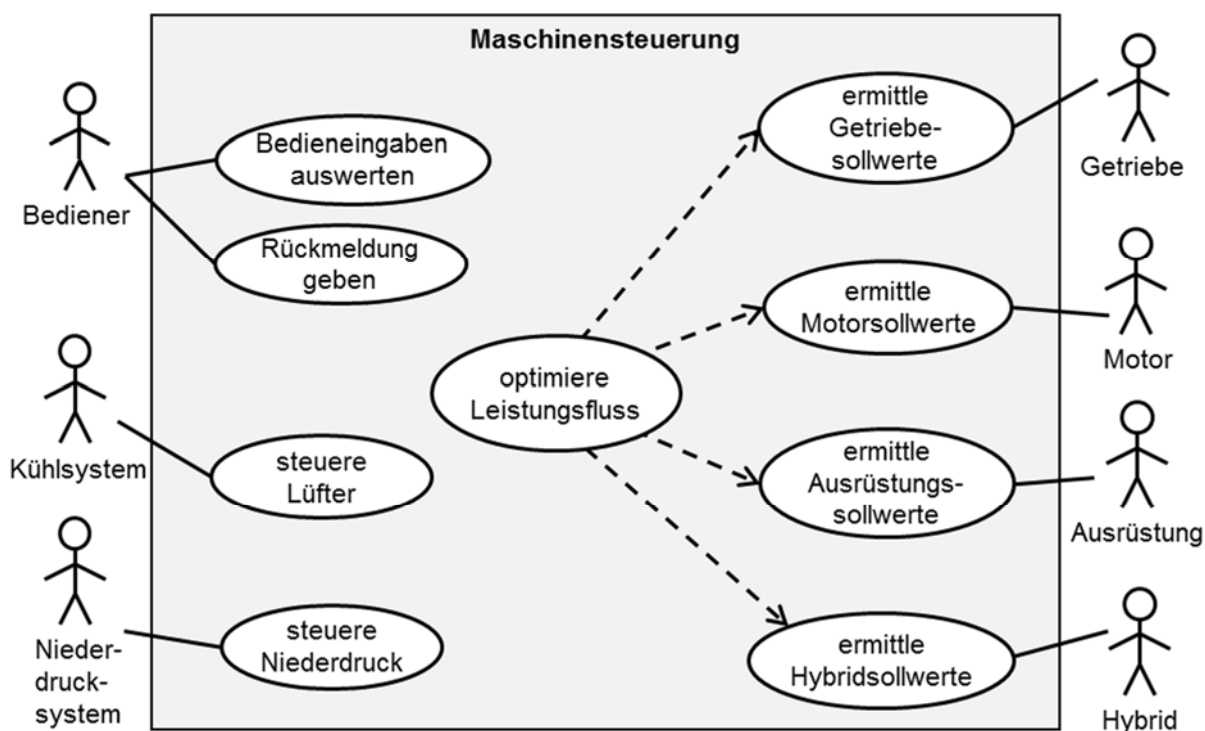 Maschinensteuerung
Bediener
Bedieneingaben
auswerten
Rückmeldung
geben
Kühlsystem
steuere
Lüfter
Nieder-
druck-
system
steuere
Niederdruck
optimiere
Leistungsfluss
ermittle
Getriebe-
sollwerte
Getriebe
ermittle
Motorsollwerte
Motor
ermittle
Ausrüstungs-
sollwerte
Ausrüstung
ermittle
Hybridsollwerte
Hybrid